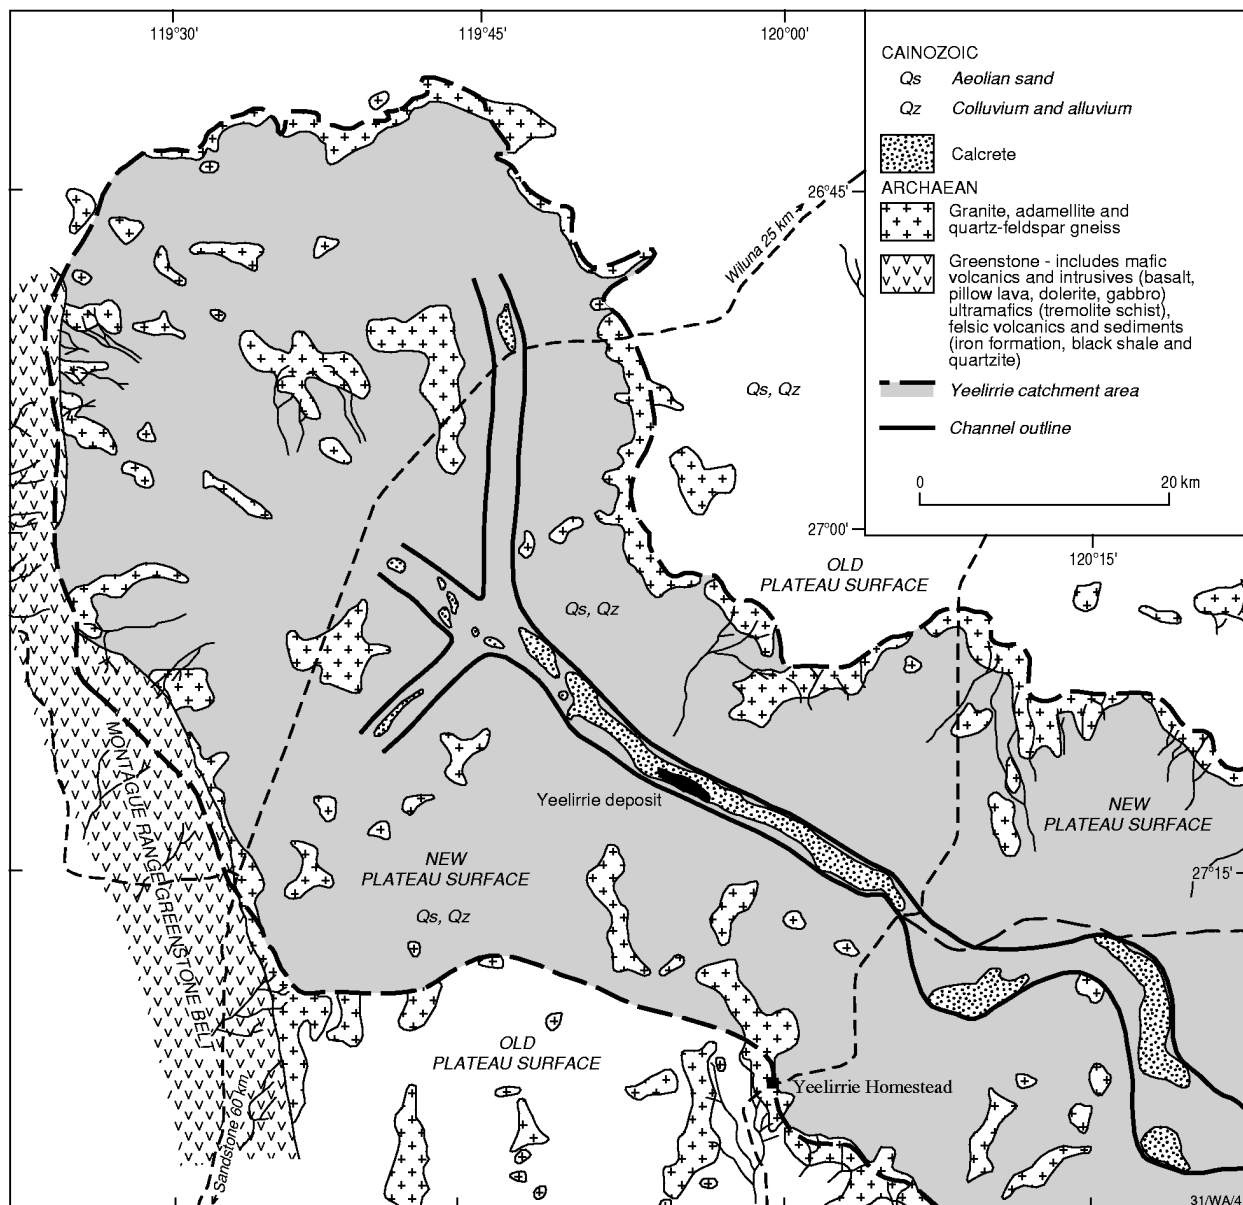 119°30'
119°45'
120°00'
CAINOZOIC
Qs Aeolian sand
Qz Colluvium and alluvium
Calcrete
ARCHAEAN
Granite, adamellite and
quartz-feldspar gneiss
Greenstone - includes mafic
volcanics and intrusives (basalt,
pillow lava, dolerite, gabbro)
ultramafics (tremolite schist),
felsic volcanics and sediments
(iron formation, black shale and
quartzite)
Yeelirrie catchment area
Channel outline
0 20 km
26°45'
Wiluna 25 km
Qs, Qz
27°00'
120°15'
OLD
PLATEAU SURFACE
Qs, Qz
MONTAGUE RANGE GREENSTONE BELT
Yeelirrie deposit
NEW
PLATEAU SURFACE
NEW
PLATEAU SURFACE
27°15'
Qs, Qz
OLD
PLATEAU SURFACE
Yeelirrie Homestead
Sandstone 60 km
31/WA/4